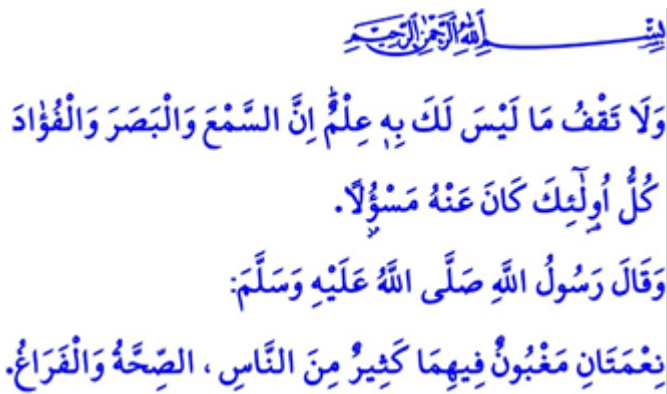 بِسْمِ اللهِ الرَّحْمٰنِ الرَّحِيمِ
وَلَا تَقْفُ مَا لَيْسَ لَكَ بِه۪ عِلْمٌۜ اِنَّ السَّمْعَ وَالْبَصَرَ وَالْفُؤٰادَ
كُلُّ اُو۬لٰٓئِكَ كَانَ عَنْهُ مَسْؤُ۫لًا.
وَقَالَ رَسُولُ اللَّهِ صَلَّى اللَّهُ عَلَيْهِ وَسَلَّمَ:
نِعْمَتَانِ مَغْبُونٌ فِيهِمَا كَثِيرٌ مِنَ النَّاسِ ، الصِّحَّةُ وَالْفَرَاغُ.